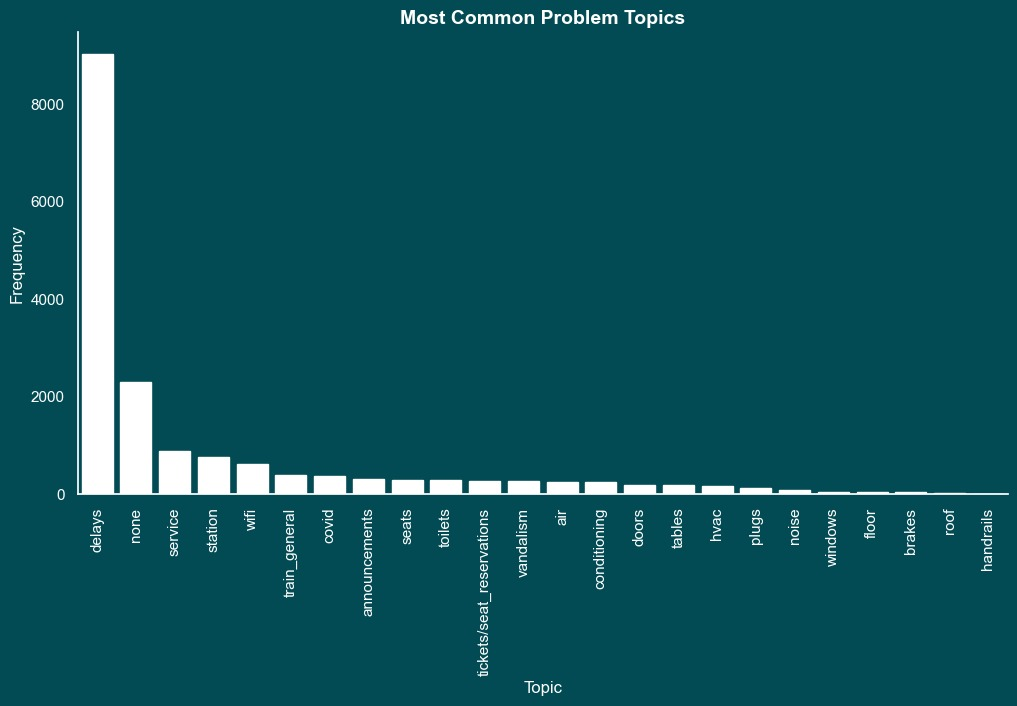 Most Common Problem Topics
Frequency
8000
6000
4000
2000
0
delays
none
service
station
wifi
train_general
covid
announcements
seats
toilets
tickets/seat_reservations
vandalism
air
conditioning
doors
tables
hvac
plugs
noise
windows
floor
brakes
roof
handrails
Topic